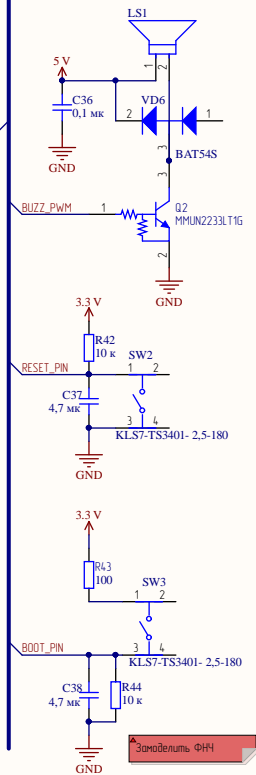 LS1
5 V
1
2
C36
0,1 мк
GND
VD6
2
1
3
BAT54S
3
BUZZ_PWM
1
Q2
MMUN2233LT1G
2
GND
3.3 V
R42
10 к
SW2
RESET_PIN
1 2
C37
4,7 мк
3 4
KLS7-TS3401- 2,5-180
GND
3.3 V
R43
100
SW3
1 2
BOOT_PIN
3 4
KLS7-TS3401- 2,5-180
C38
4,7 мк
R44
10 к
GND
Замоделить ФНЧ